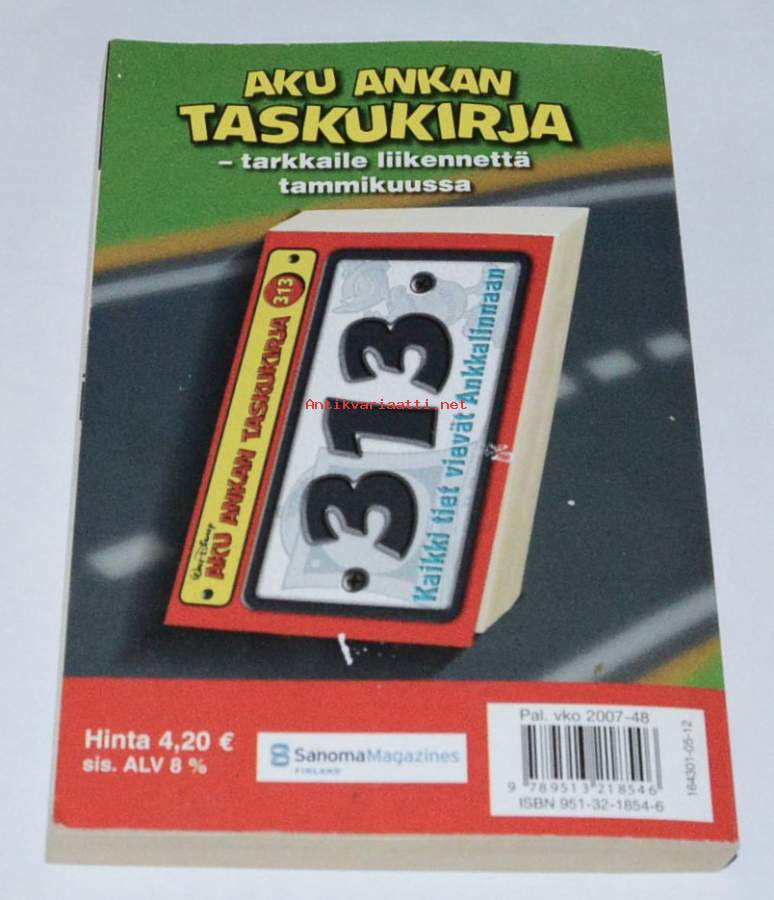 AKU ANKAN
TASKUKIRJA
– tarkkaile liikennettä
tammikuussa
Walt Disney
AKU ANKAN TASKUKIRJA 313
313
Kaikki tiet vievät Ankkalinnaan
Antikvariaatti.net
Hinta 4,20 €
sis. ALV 8 %
SanomaMagazines
FINLAND
Pal. vko 2007-48
9 789513 218546
ISBN 951-32-1854-6
164301-05-12